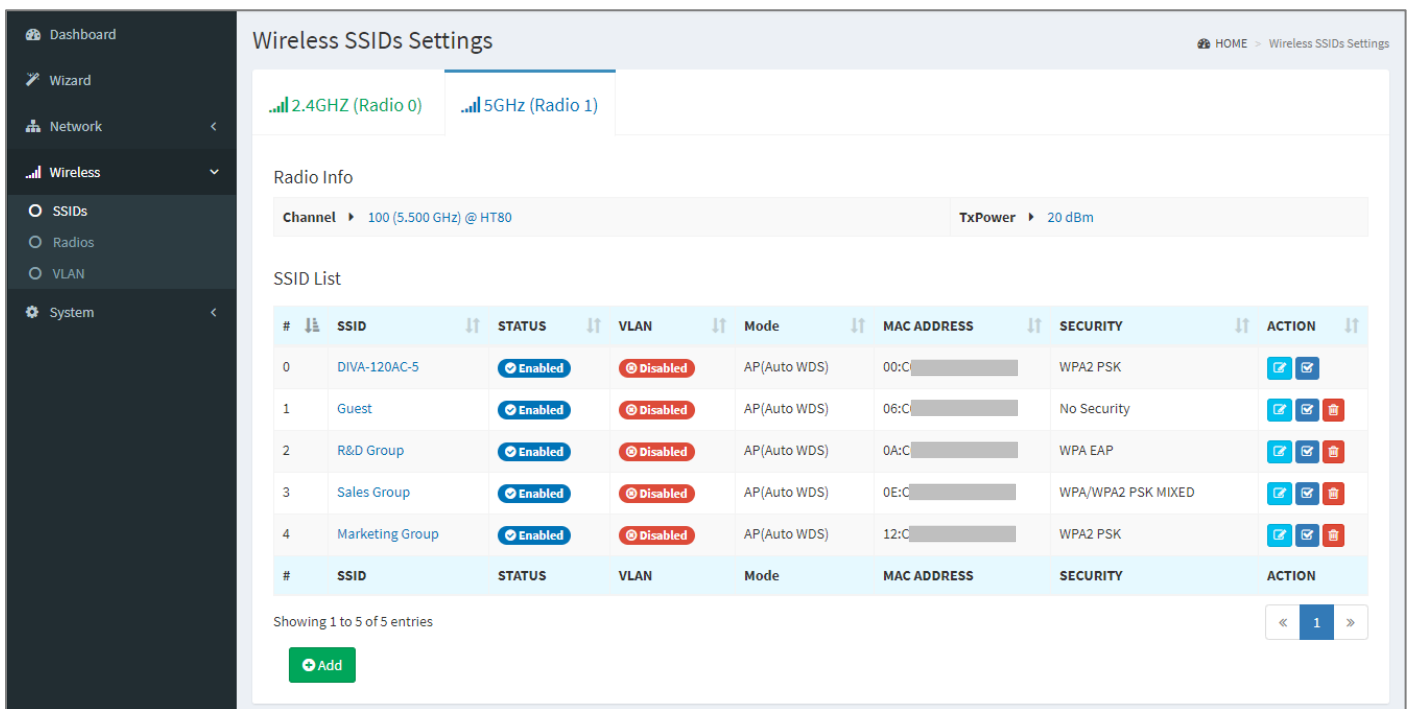 Dashboard
Wireless SSIDs Settings
HOME > Wireless SSIDs Settings
Wizard
2.4GHZ (Radio 0)
5GHz (Radio 1)
Network
Wireless
Radio Info
SSIDs
Channel 100 (5.500 GHz) @ HT80 TxPower 20 dBm
Radios
VLAN
SSID List
System
# SSID STATUS VLAN Mode MAC ADDRESS SECURITY ACTION
0 DIVA-120AC-5 Enabled Disabled AP(Auto WDS) 00:C WPA2 PSK
1 Guest Enabled Disabled AP(Auto WDS) 06:C No Security
2 R&D Group Enabled Disabled AP(Auto WDS) 0A:C WPA EAP
3 Sales Group Enabled Disabled AP(Auto WDS) 0E:C WPA/WPA2 PSK MIXED
4 Marketing Group Enabled Disabled AP(Auto WDS) 12:C WPA2 PSK
# SSID STATUS VLAN Mode MAC ADDRESS SECURITY ACTION
Showing 1 to 5 of 5 entries
« 1 »
Add